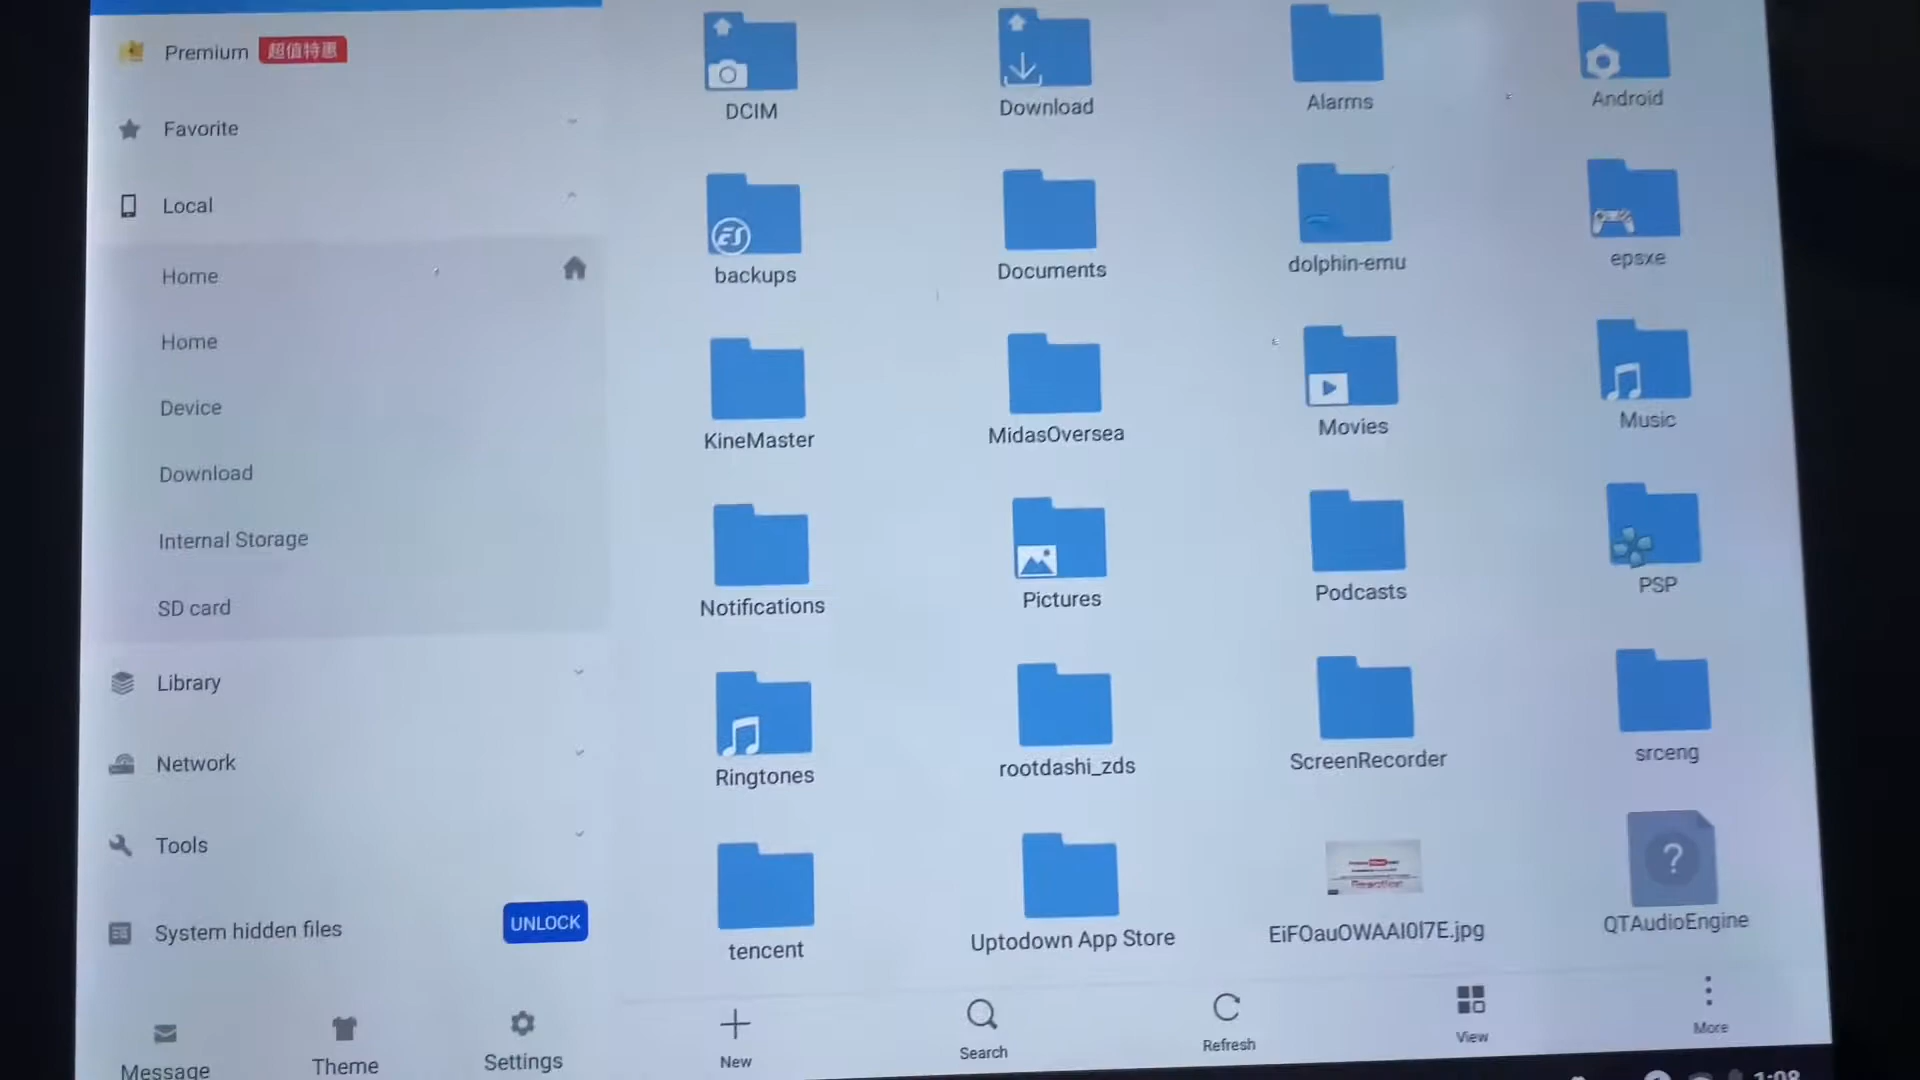 Premium 超值特惠
Favorite
Local
Home
Home
Device
Download
Internal Storage
SD card
Library
Network
Tools
System hidden files UNLOCK
Message Theme Settings
DCIM Download Alarms Android
backups Documents dolphin-emu epsxe
KineMaster MidasOversea Movies Music
Notifications Pictures Podcasts PSP
Ringtones rootdashi_zds ScreenRecorder srceng
tencent Uptodown App Store EiFOauOWAAI0l7E.jpg QTAudioEngine
New Search Refresh View More
1:08